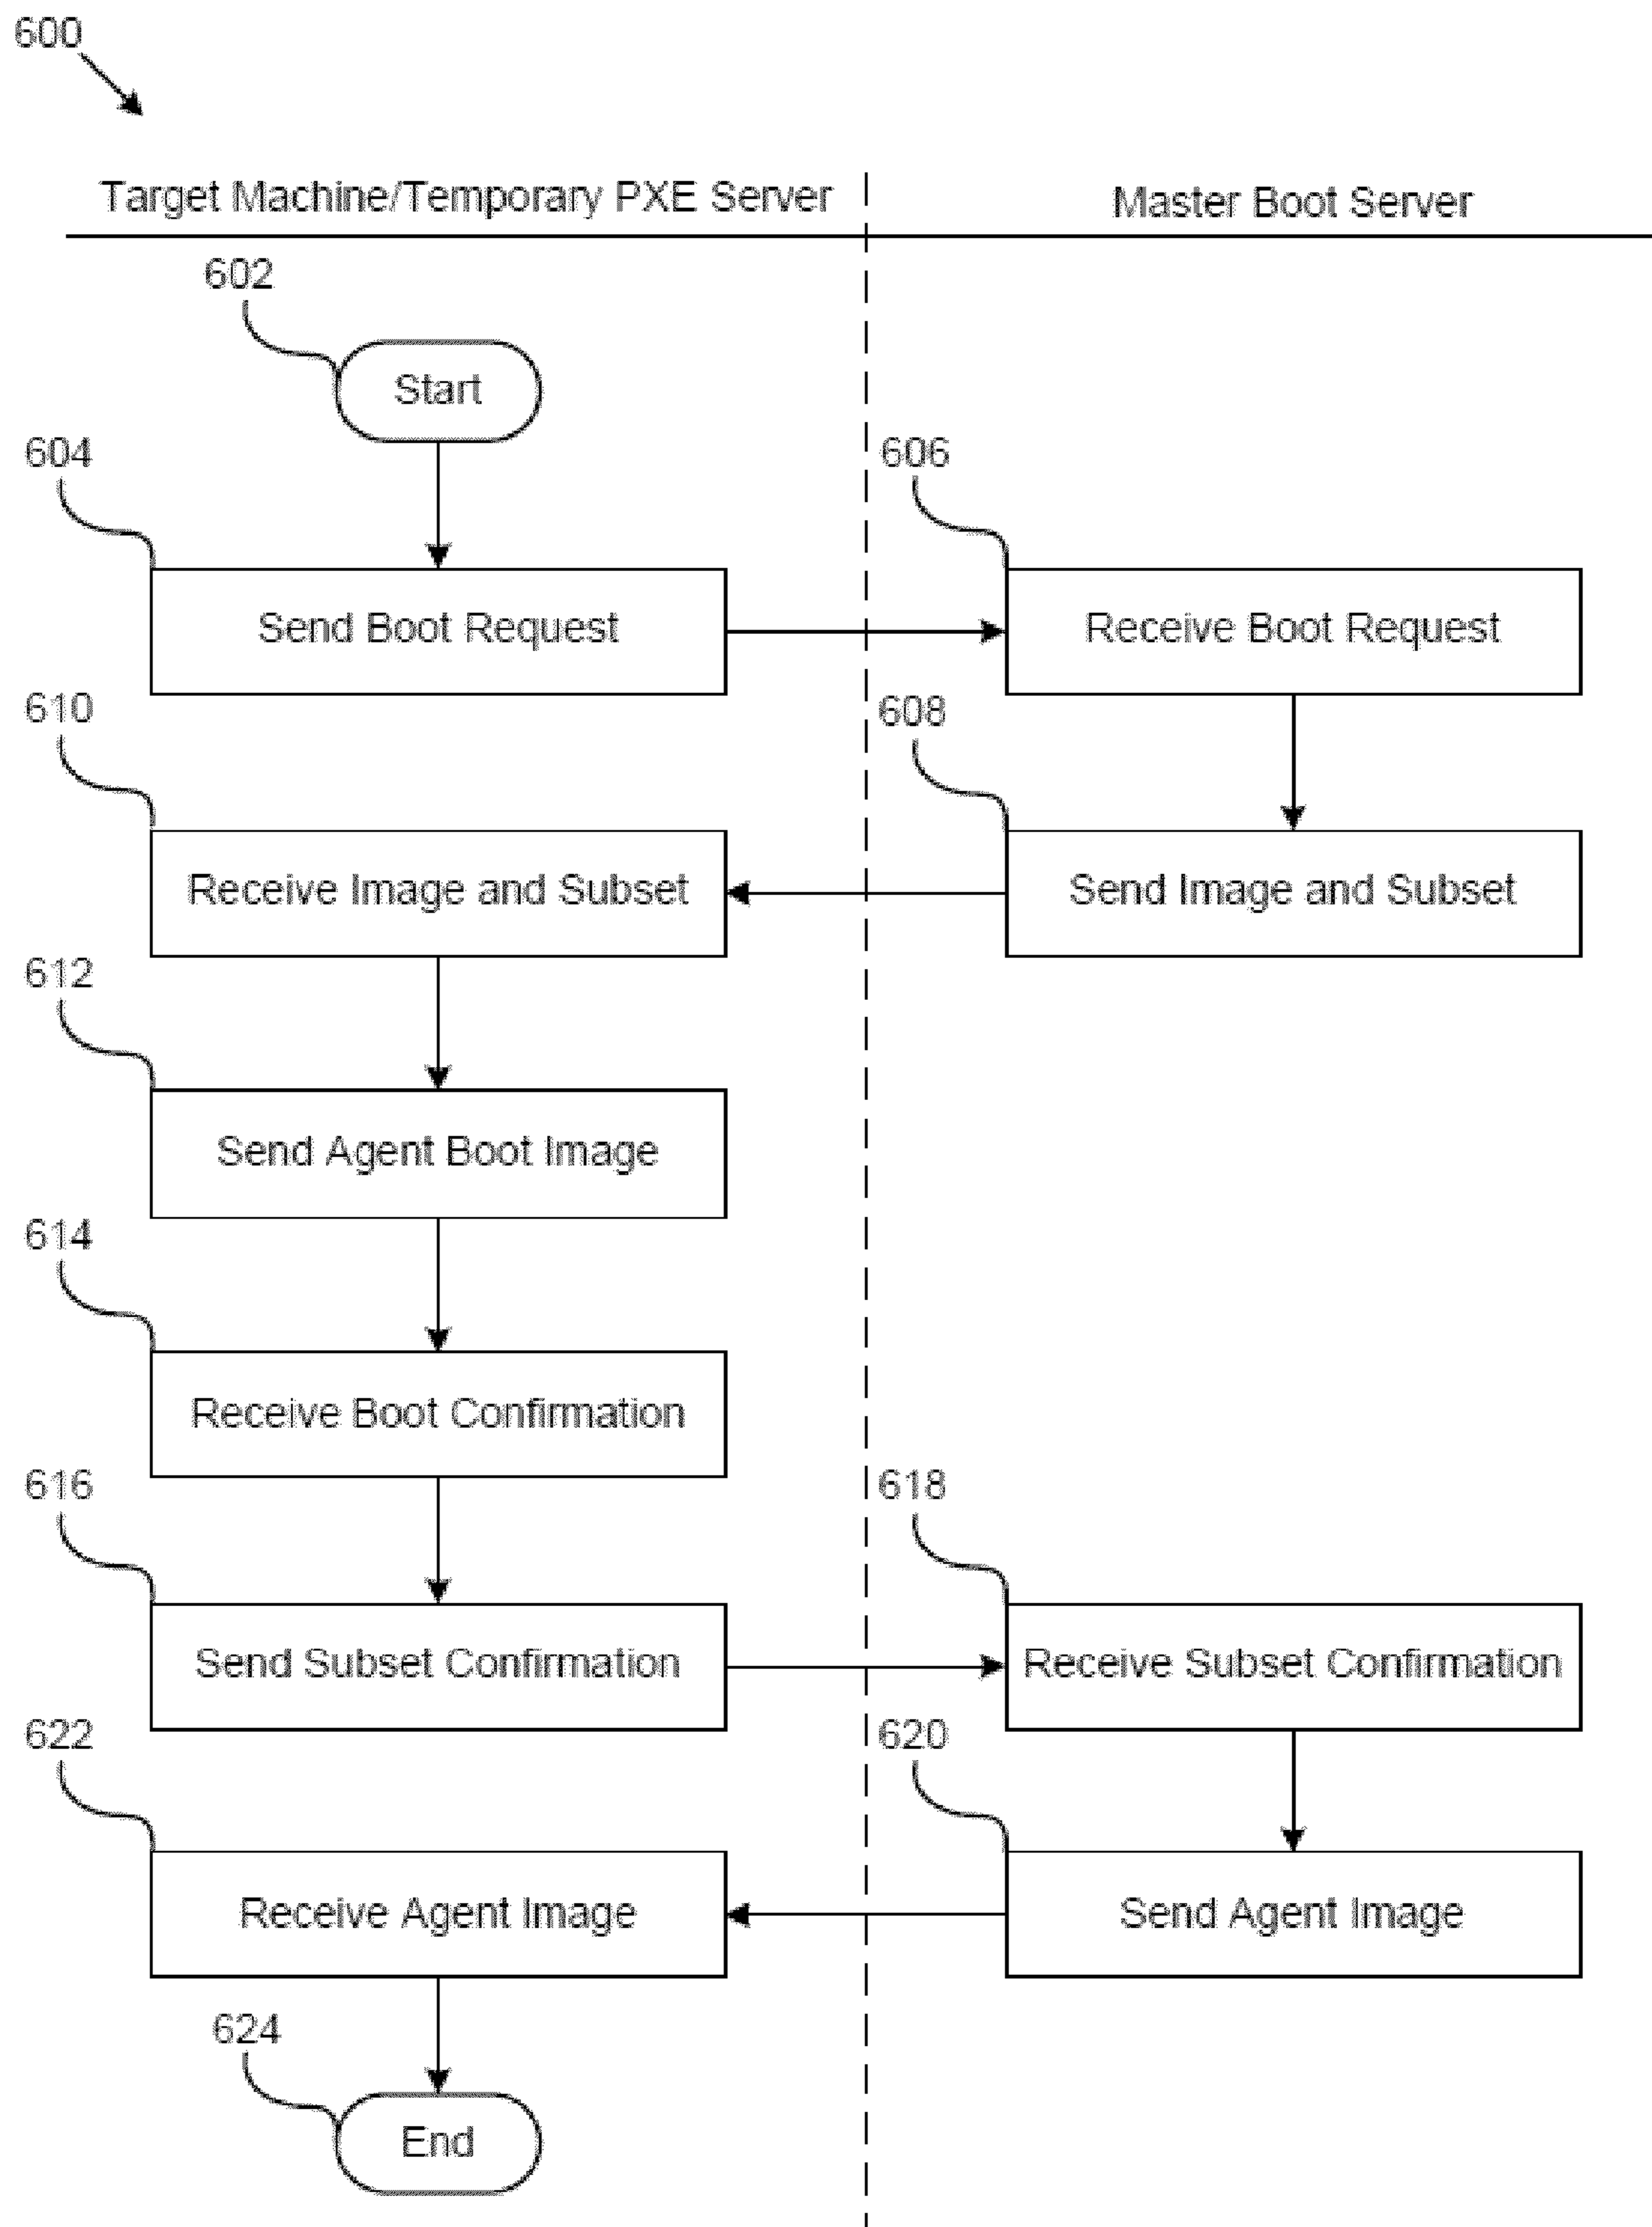 600
Target Machine/Temporary PXE Server
Master Boot Server
602
Start
604
606
Send Boot Request
Receive Boot Request
610
608
Receive Image and Subset
Send Image and Subset
612
Send Agent Boot Image
614
Receive Boot Confirmation
616
618
Send Subset Confirmation
Receive Subset Confirmation
622
620
Receive Agent Image
Send Agent Image
624
End